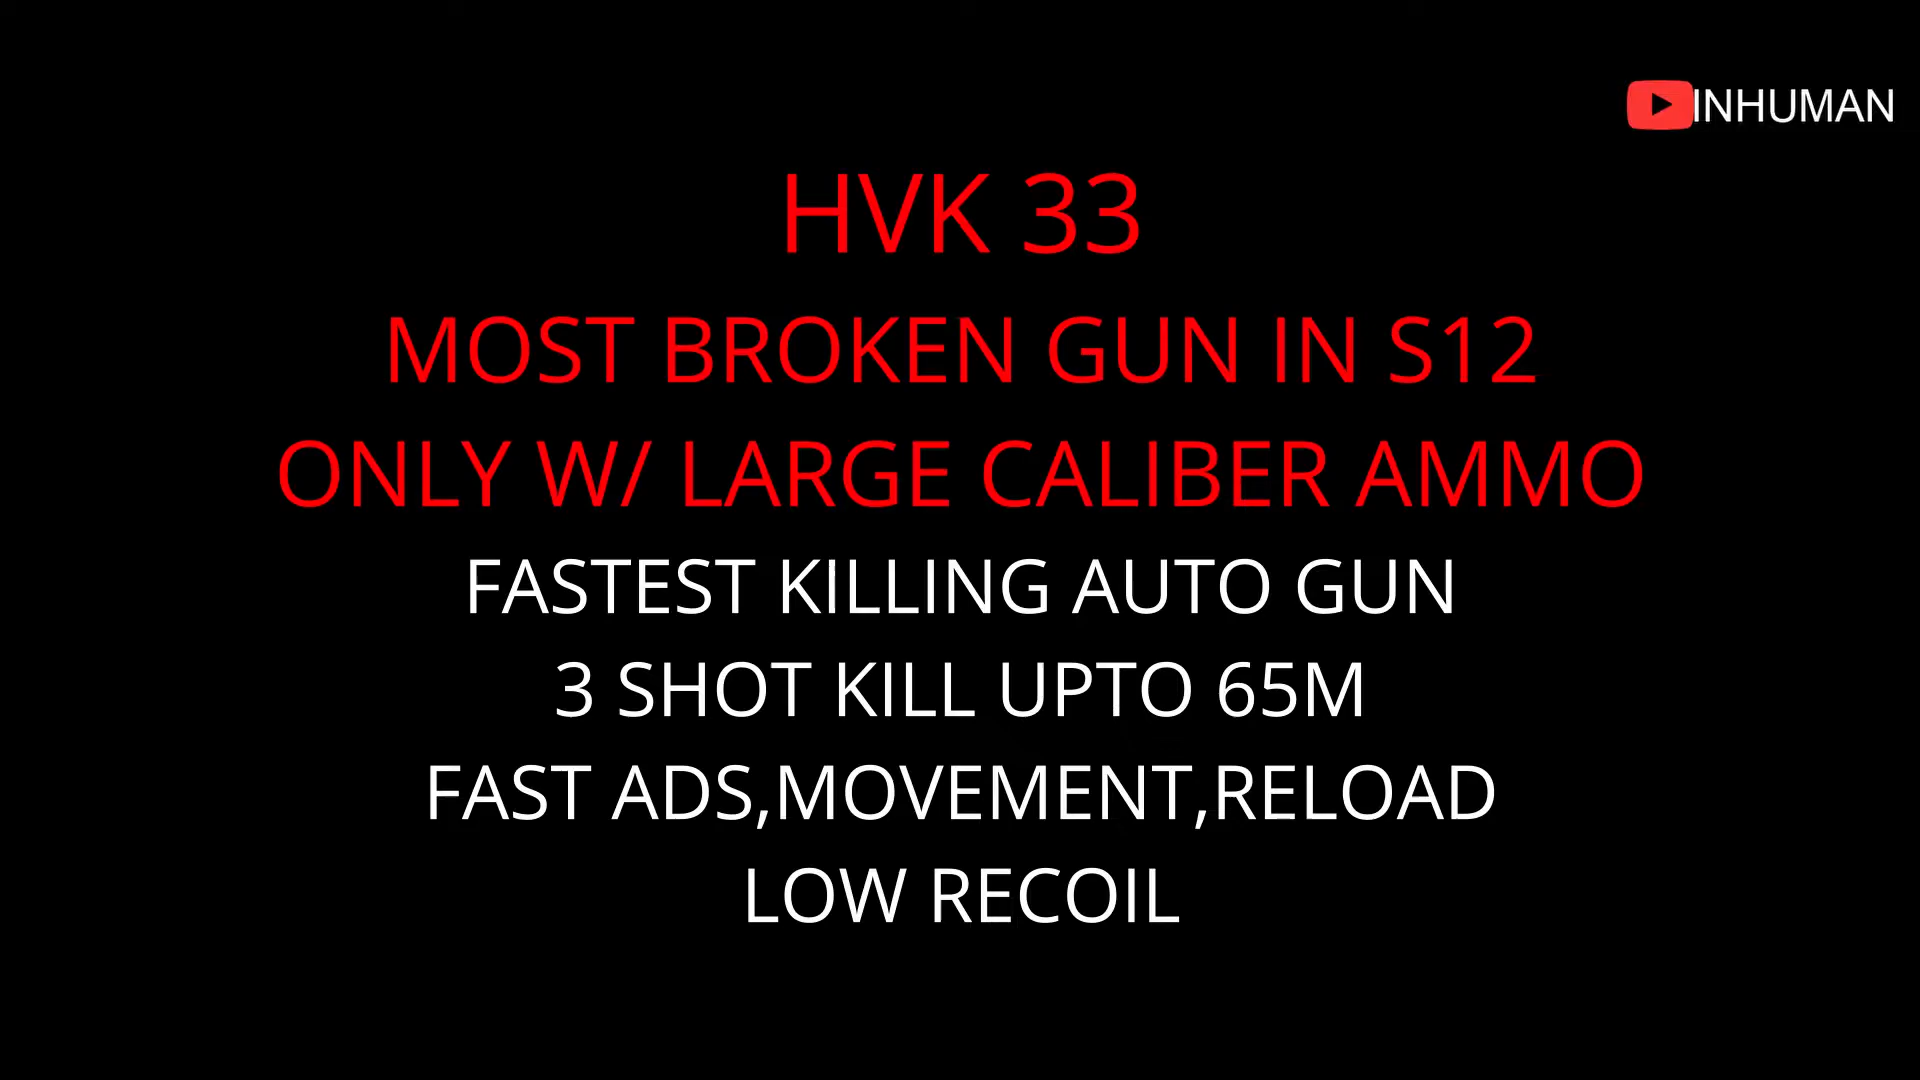 INHUMAN
HVK 33
MOST BROKEN GUN IN S12
ONLY W/ LARGE CALIBER AMMO
FASTEST KILLING AUTO GUN
3 SHOT KILL UPTO 65M
FAST ADS,MOVEMENT,RELOAD
LOW RECOIL